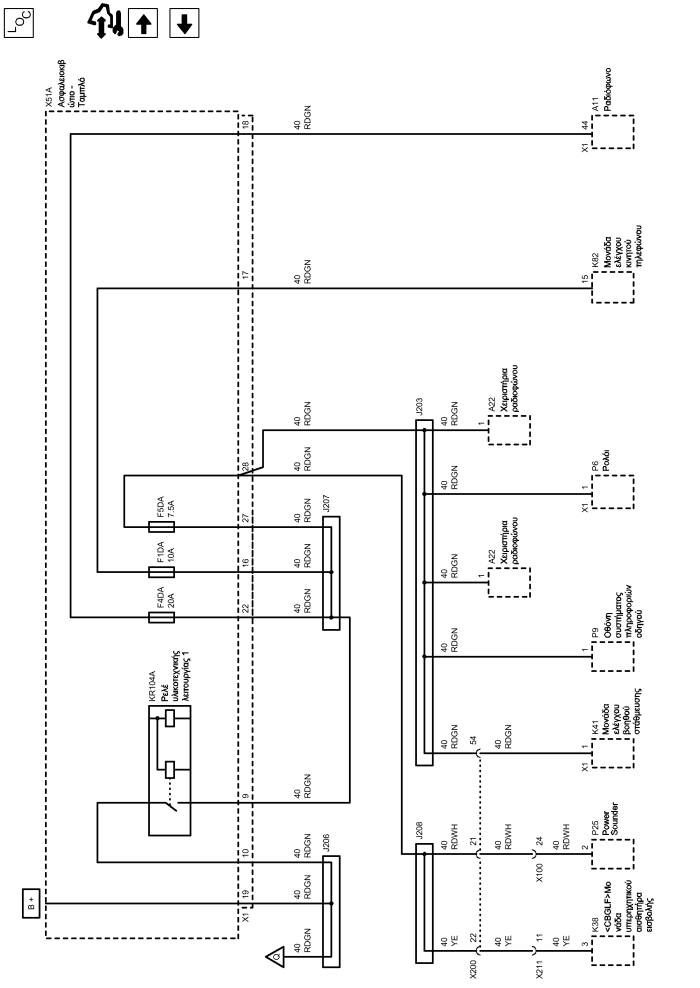 LOC
X51A
Ασφαλειοκιβ
ώτιο -
Ταμπλό
B +
X1
19
10
9
22
16
27
28
17
18
KR104A
Ρελέ
υλικοτεχνικής
λειτουργίας 1
F4DA
20A
F1DA
10A
F5DA
7.5A
40
RDGN
40
RDGN
40
RDGN
40
RDGN
40
RDGN
40
RDGN
40
RDGN
40
RDGN
40
RDGN
40
RDGN
40
RDGN
Q
J206
J207
J208
J203
40
YE
40
RDWH
40
RDGN
40
RDGN
40
RDGN
40
RDGN
40
RDGN
X200
22
21
54
40
YE
40
RDWH
40
RDGN
X211
11
X100
24
40
YE
40
RDWH
1
A22
Χειριστήρια
ραδιοφώνου
1
A22
Χειριστήρια
ραδιοφώνου
3
K38
<CBGLF>Μο
νάδα
υπερηχητικού
αισθητήρα
εισβολής
2
P25
Power
Sounder
X1
1
K41
Μονάδα
ελέγχου
βοηθού
στάθμευσης
1
P9
Οθόνη
συστήματος
πληροφοριών
οδηγού
X1
1
P6
Ρολόι
15
K82
Μονάδα
ελέγχου
κινητού
τηλεφώνου
X1
44
A11
Ραδιόφωνο